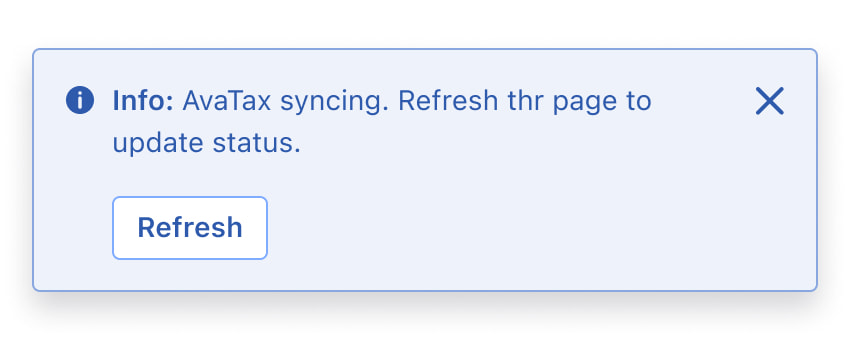 Info: AvaTax syncing. Refresh thr page to
update status.
Refresh